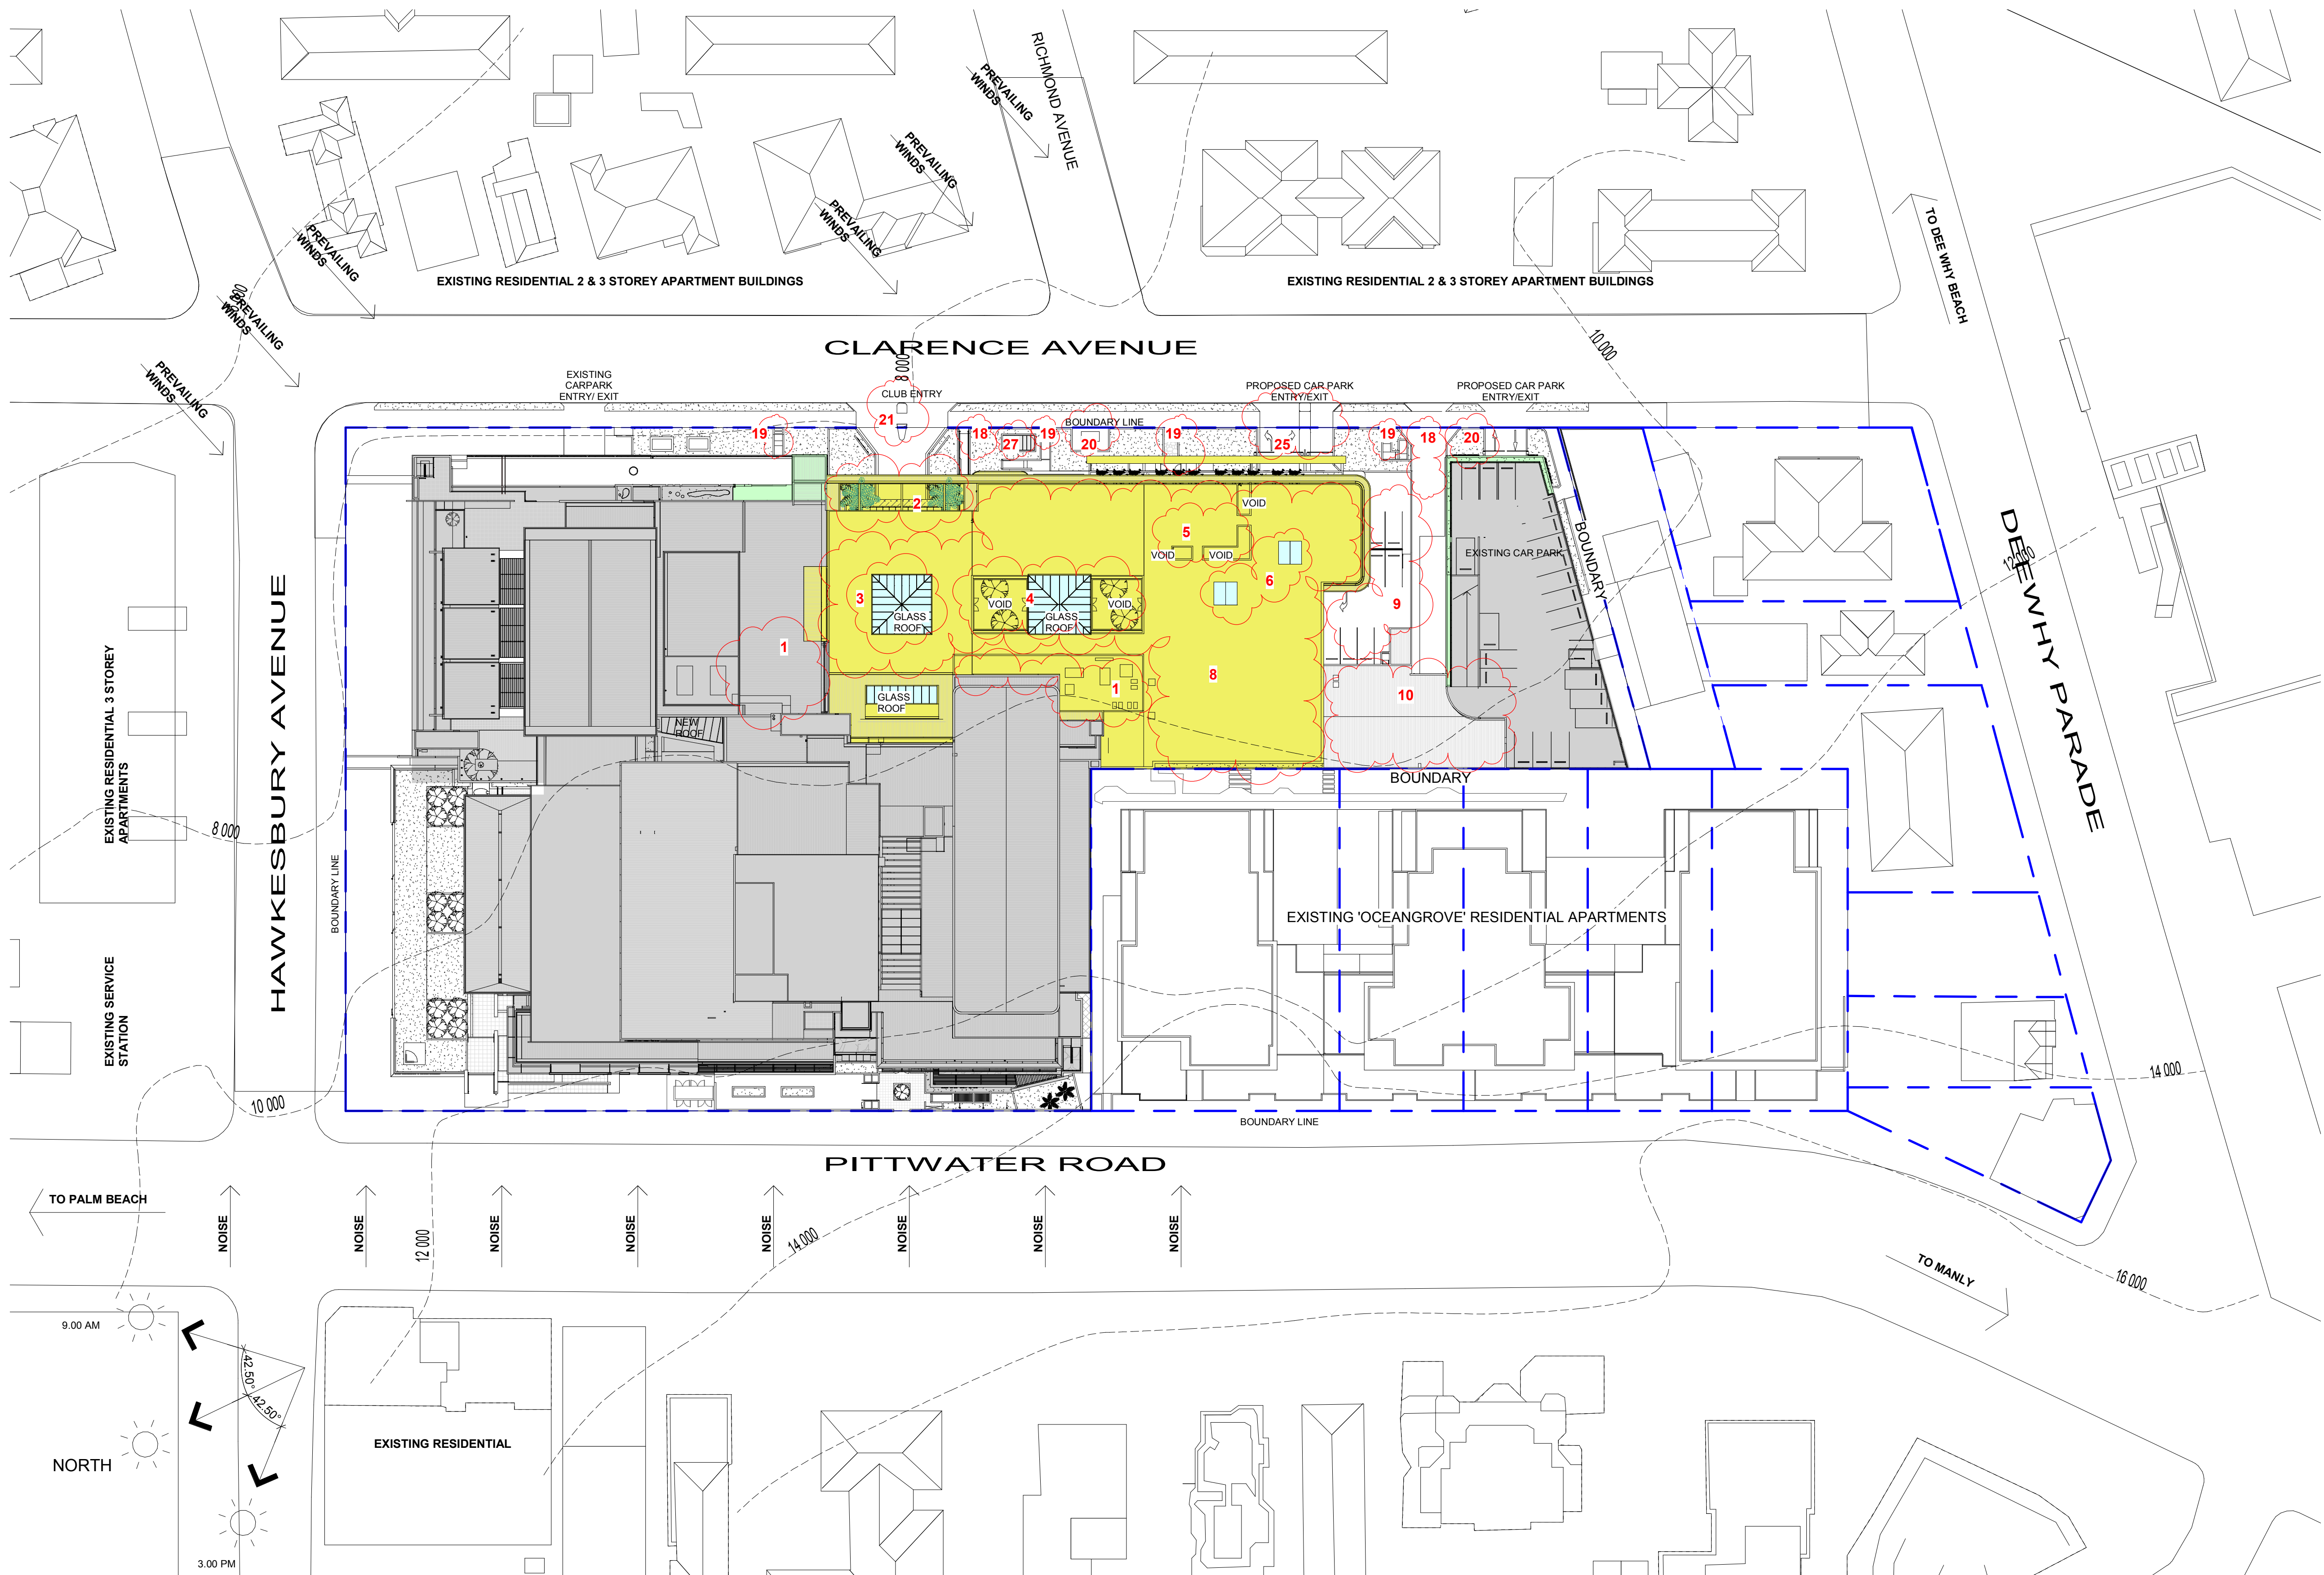 RICHMOND AVENUE
PREVAILING
WINDS
PREVAILING
WINDS
PREVAILING
WINDS
PREVAILING
WINDS
PREVAILING
WINDS
PREVAILING
WINDS
TO DEE WHY BEACH
EXISTING RESIDENTIAL 2 & 3 STOREY APARTMENT BUILDINGS
EXISTING RESIDENTIAL 2 & 3 STOREY APARTMENT BUILDINGS
CLARENCE AVENUE
8 000
10 000
EXISTING
CARPARK
ENTRY/ EXIT
CLUB ENTRY
PROPOSED CAR PARK
ENTRY/EXIT
PROPOSED CAR PARK
ENTRY/EXIT
BOUNDARY LINE
19
21
18
27
19
20
19
25
19
18
20
2
VOID
5
VOID
VOID
6
EXISTING CAR PARK
BOUNDARY
12 000
DEEWHY PARADE
3
GLASS
ROOF
VOID
4
GLASS
ROOF
VOID
9
1
8
1
10
GLASS
ROOF
NEW
ROOF
BOUNDARY
HAWKESBURY AVENUE
EXISTING RESIDENTIAL 3 STOREY
APARTMENTS
8 000
BOUNDARY LINE
EXISTING 'OCEANGROVE' RESIDENTIAL APARTMENTS
EXISTING SERVICE
STATION
10 000
14 000
BOUNDARY LINE
PITTWATER ROAD
TO PALM BEACH
NOISE
NOISE
NOISE
NOISE
NOISE
NOISE
NOISE
NOISE
12 000
14 000
TO MANLY
16 000
9.00 AM
42.50°
42.50°
NORTH
3.00 PM
EXISTING RESIDENTIAL